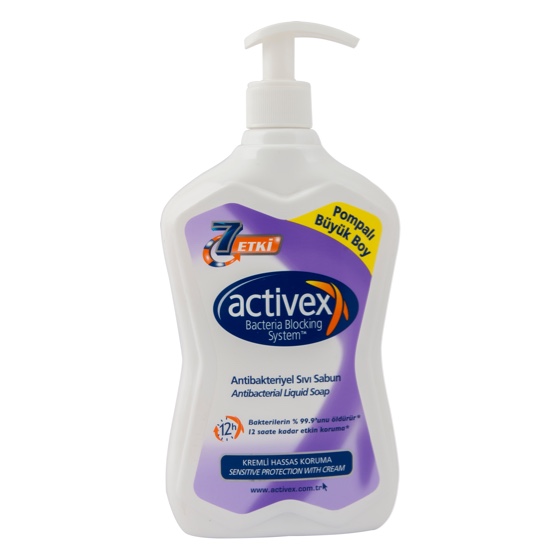 Pompalı
Büyük Boy
7
ETKİ
activex
Bacteria Blocking
System™
Antibakteriyel Sıvı Sabun
Antibacterial Liquid Soap
12h
Bakterilerin % 99.9'unu öldürür*
12 saate kadar etkin koruma*
KREMLİ HASSAS KORUMA
SENSITIVE PROTECTION WITH CREAM
www.activex.com.tr